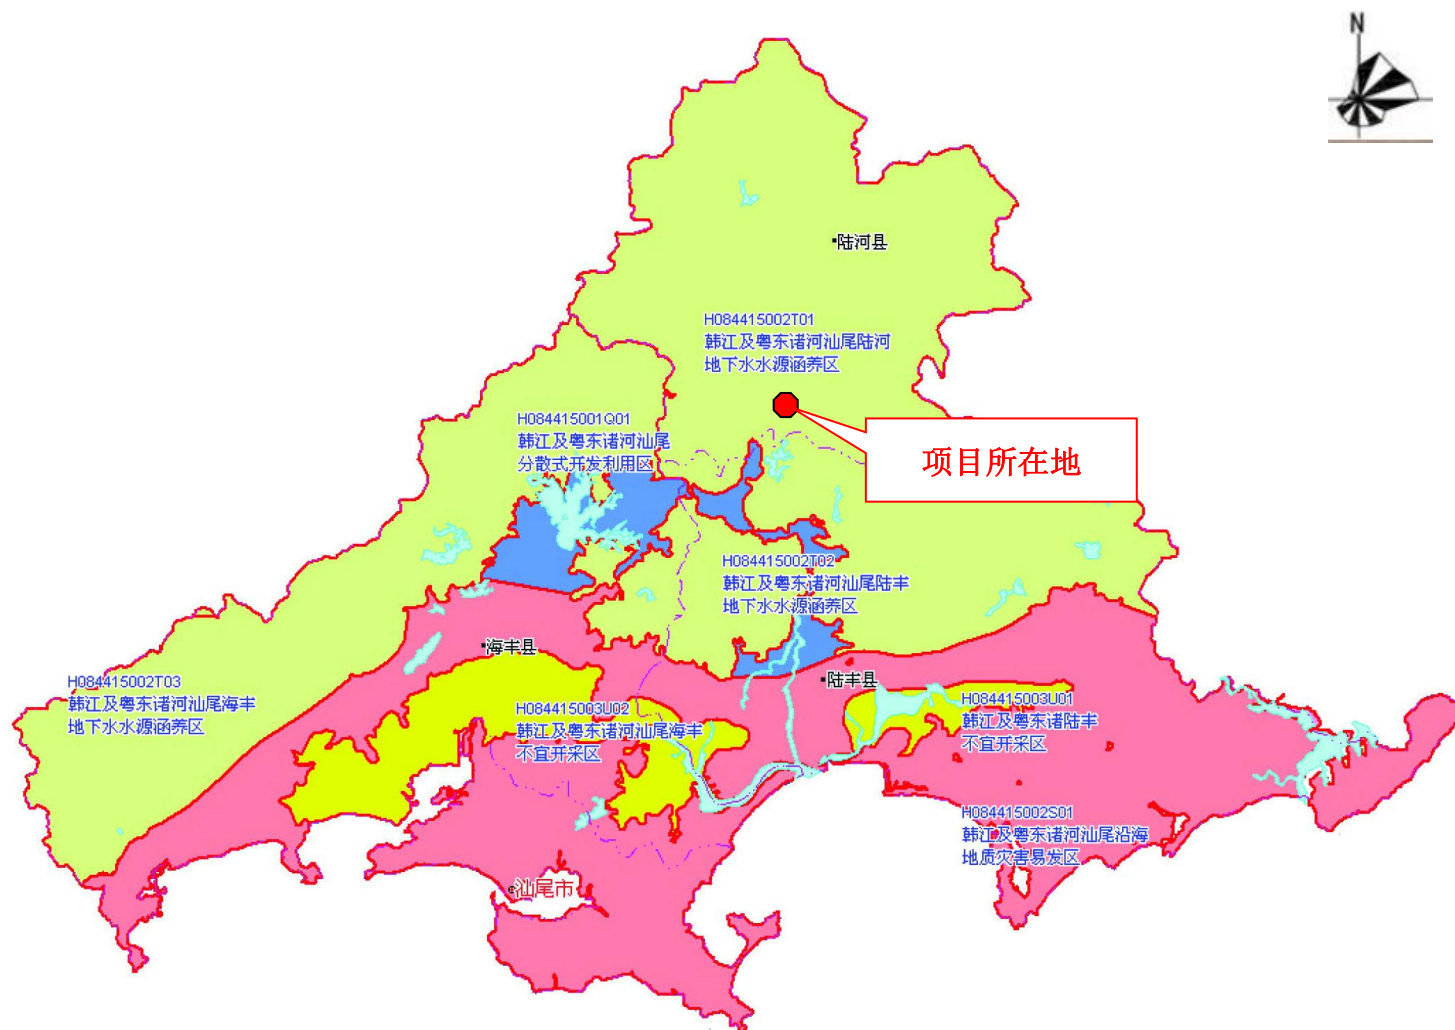 N
陆河县
H084415002T01
韩江及粤东诸河汕尾陆河
地下水水源涵养区
H084415001Q01
韩江及粤东诸河汕尾
分散式开发利用区
项目所在地
H084415002T02
韩江及粤东诸河汕尾陆丰
地下水水源涵养区
海丰县
陆丰县
H084415002T03
韩江及粤东诸河汕尾海丰
地下水水源涵养区
H084415003U02
韩江及粤东诸河汕尾海丰
不宜开采区
H084415003U01
韩江及粤东诸陆丰
不宜开采区
H084415002S01
韩江及粤东诸河汕尾沿海
地质灾害易发区
汕尾市